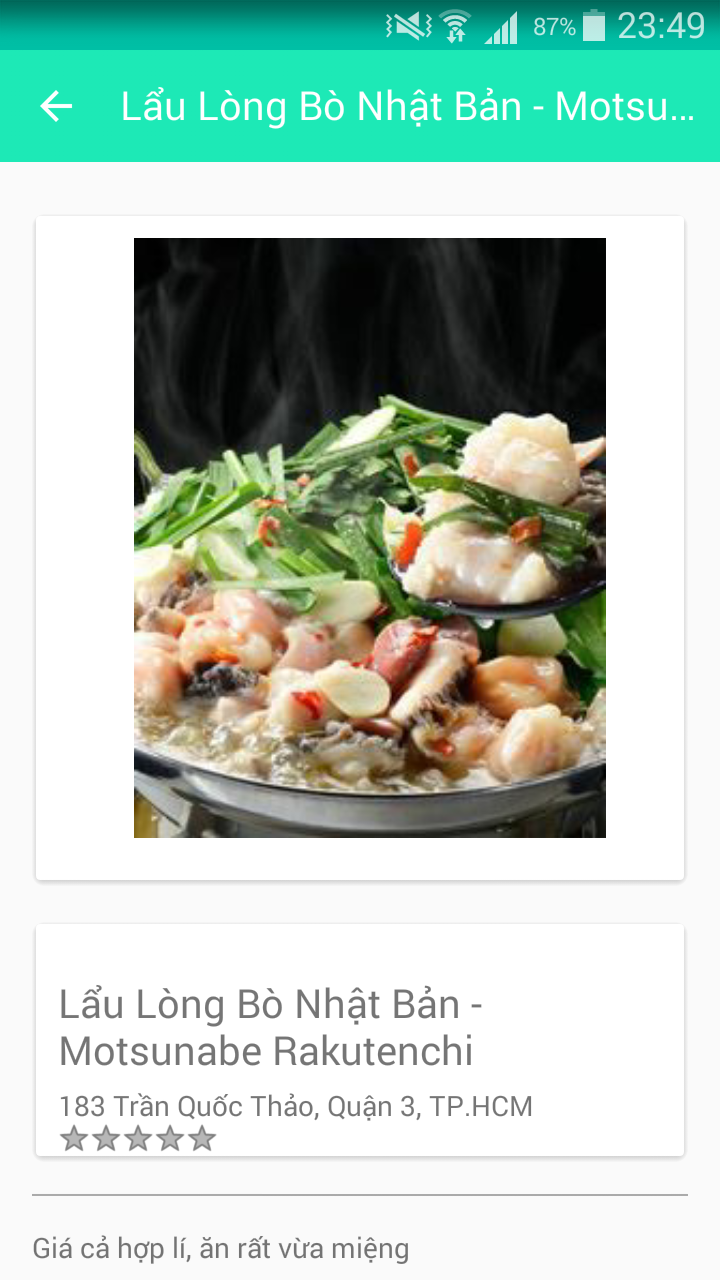 87% 23:49
Lẩu Lòng Bò Nhật Bản - Motsu...
Lẩu Lòng Bò Nhật Bản -
Motsunabe Rakutenchi
183 Trần Quốc Thảo, Quận 3, TP.HCM
Giá cả hợp lí, ăn rất vừa miệng